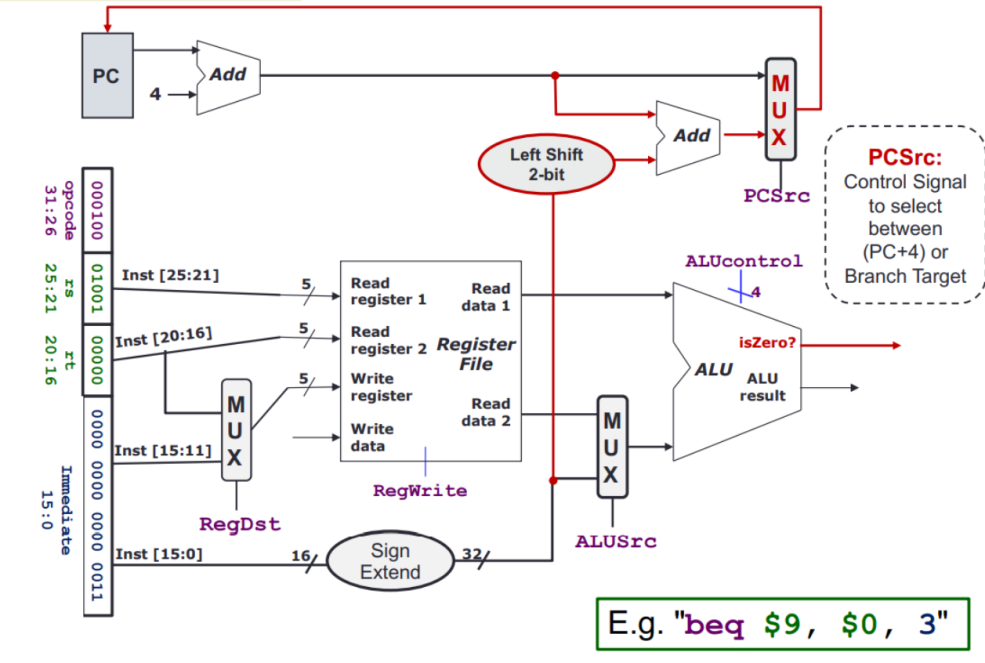 PC
4
Add
Add
Left Shift
2-bit
M
U
X
PCSrc
PCSrc:
Control Signal
to select
between
(PC+4) or
Branch Target
opcode
31:26
000100
rs
25:21
01001
rt
20:16
00000
Immediate
15:0
0000 0000 0000 0011
Inst [25:21]
Inst [20:16]
Inst [15:11]
Inst [15:0]
5
5
5
M
U
X
RegDst
Read
register 1
Read
register 2
Write
register
Write
data
Register
File
Read
data 1
Read
data 2
RegWrite
16
Sign
Extend
32
M
U
X
ALUSrc
ALUcontrol
4
isZero?
ALU
ALU
result
E.g. "beq $9, $0, 3"